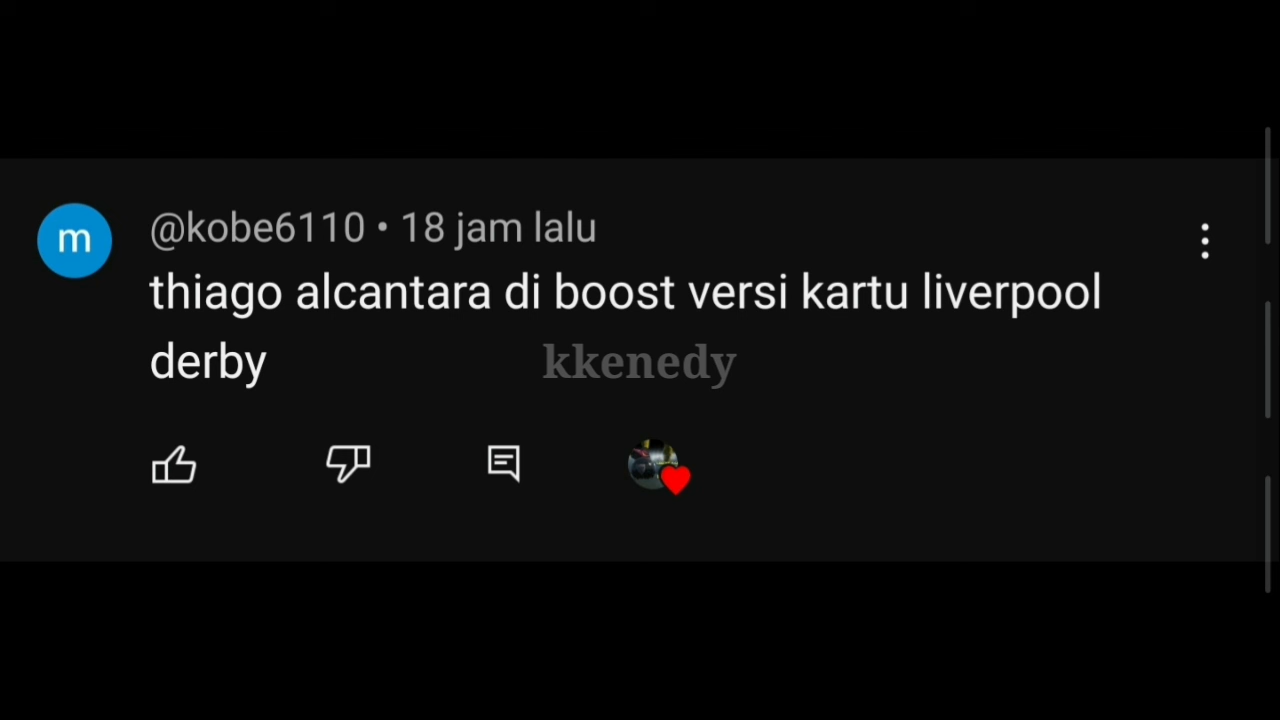 m
@kobe6110 • 18 jam lalu
thiago alcantara di boost versi kartu liverpool
derby
kkenedy